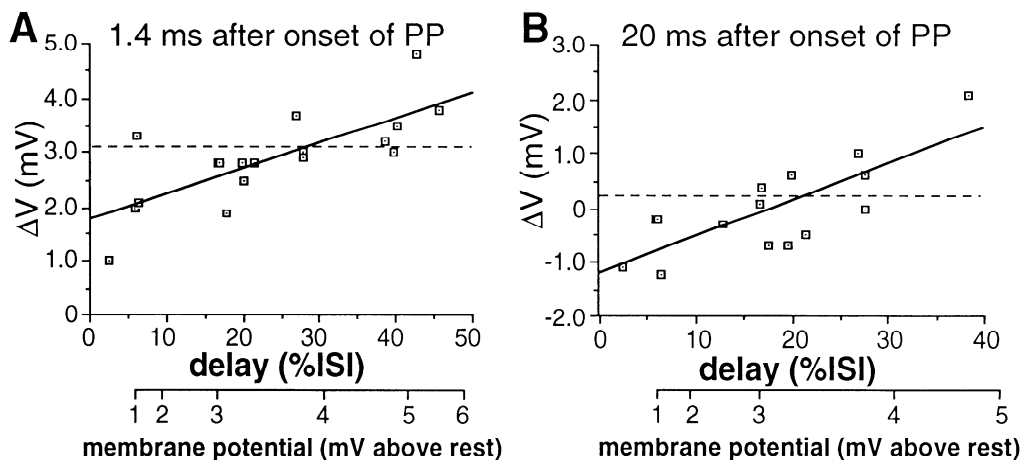 A 1.4 ms after onset of PP
5.0
4.0
3.0
2.0
1.0
0
ΔV (mV)
0 10 20 30 40 50
delay (%ISI)
1 2 3 4 5 6
membrane potential (mV above rest)
B 20 ms after onset of PP
3.0
2.0
1.0
0
-1.0
-2.0
ΔV (mV)
0 10 20 30 40
delay (%ISI)
1 2 3 4 5
membrane potential (mV above rest)